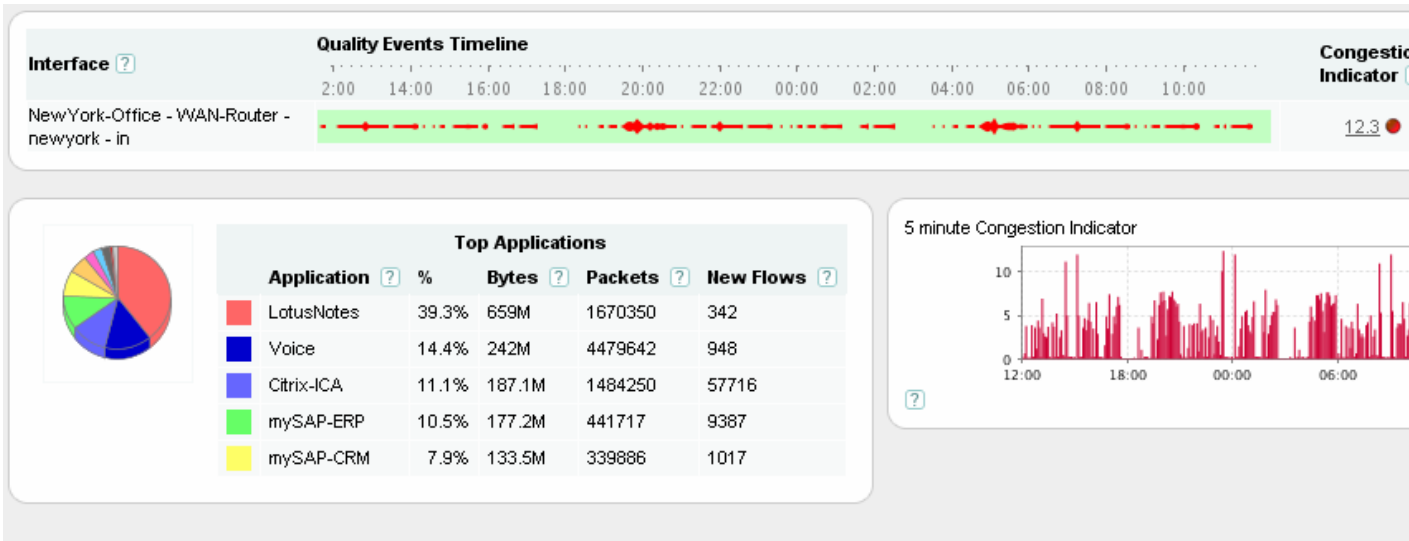 Interface ?
Quality Events Timeline
2:00 14:00 16:00 18:00 20:00 22:00 00:00 02:00 04:00 06:00 08:00 10:00
Congestio
Indicator
NewYork-Office - WAN-Router -
newyork - in
12.3
Top Applications
Application ? % Bytes ? Packets ? New Flows ?
LotusNotes 39.3% 659M 1670350 342
Voice 14.4% 242M 4479642 948
Citrix-ICA 11.1% 187.1M 1484250 57716
mySAP-ERP 10.5% 177.2M 441717 9387
mySAP-CRM 7.9% 133.5M 339886 1017
5 minute Congestion Indicator
10
5
0
12:00 18:00 00:00 06:00
?